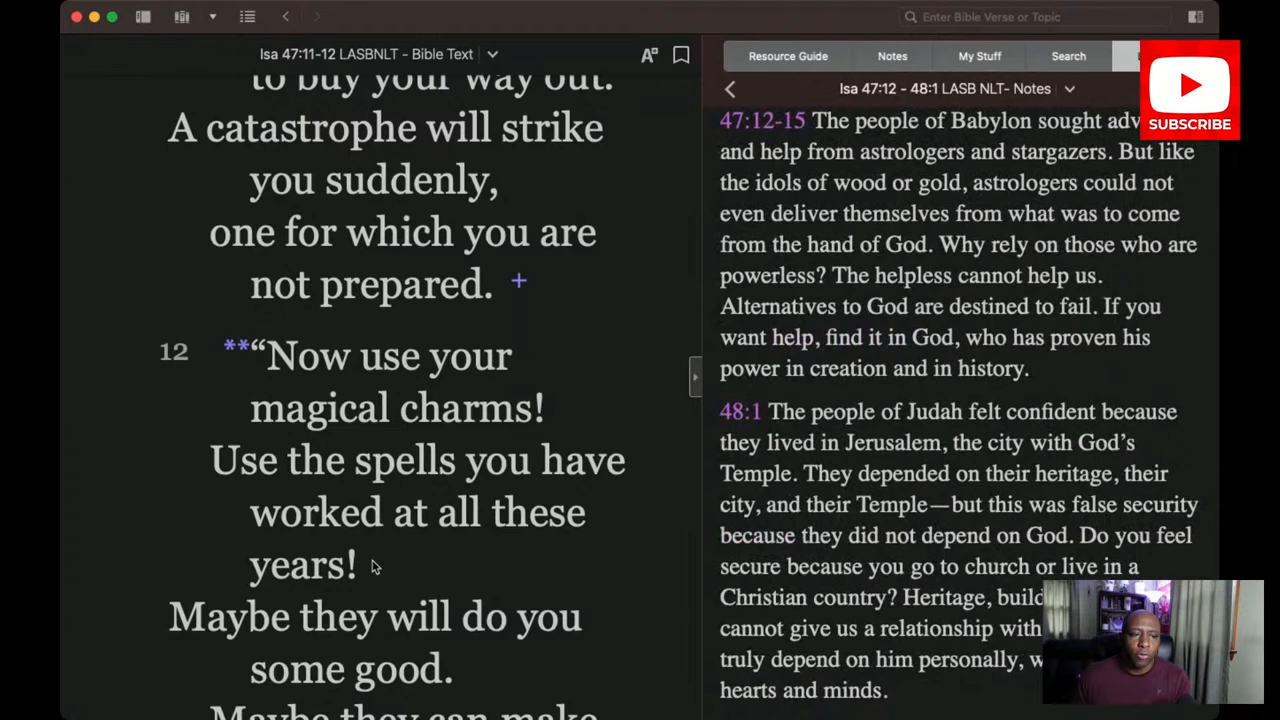 Enter Bible Verse or Topic
Isa 47:11-12 LASBNLT - Bible Text
to buy your way out.
A catastrophe will strike
you suddenly,
one for which you are
not prepared. +
12 **“Now use your
magical charms!
Use the spells you have
worked at all these
years!
Maybe they will do you
some good.
Maybe they can make
Resource Guide
Notes
My Stuff
Search
Isa 47:12 - 48:1 LASB NLT- Notes
47:12-15 The people of Babylon sought
and help from astrologers and stargazers. But like
the idols of wood or gold, astrologers could not
even deliver themselves from what was to come
from the hand of God. Why rely on those who are
powerless? The helpless cannot help us.
Alternatives to God are destined to fail. If you
want help, find it in God, who has proven his
power in creation and in history.
48:1 The people of Judah felt confident because
they lived in Jerusalem, the city with God’s
Temple. They depended on their heritage, their
city, and their Temple—but this was false security
because they did not depend on God. Do you feel
secure because you go to church or live in a
Christian country? Heritage,
cannot give us a relationship with
truly depend on him personally,
hearts and minds.
SUBSCRIBE